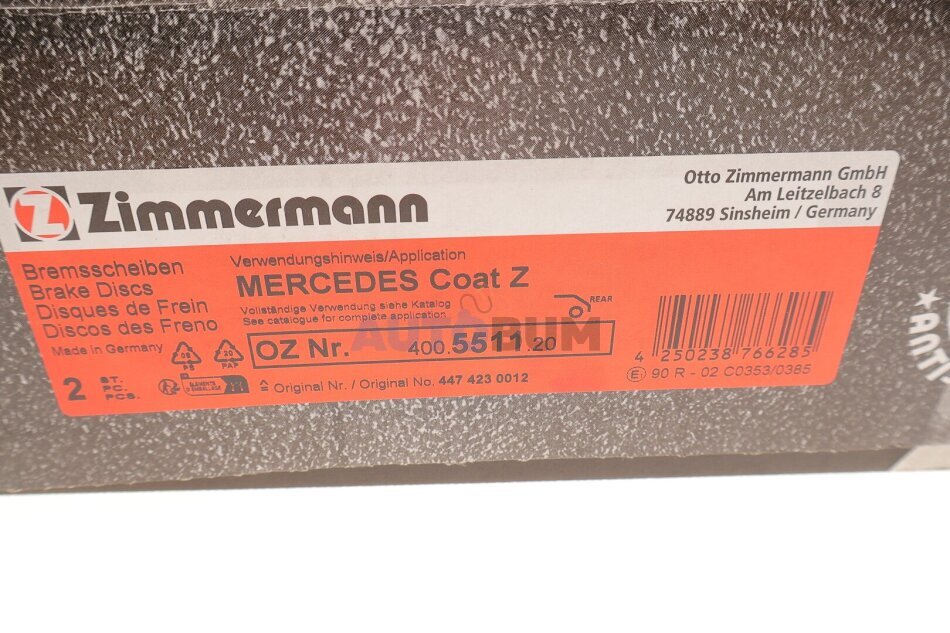 Zimmermann
Otto Zimmermann GmbH
Am Leitzelbach 8
74889 Sinsheim / Germany
Bremsscheiben
Brake Discs
Disques de Frein
Discos des Freno
Made in Germany
2 ST.
PC.
PCS.
Verwendungshinweis/Application
MERCEDES Coat Z
Vollständige Verwendung siehe Katalog
See catalogue for complete application
REAR
AUTOBUM
OZ Nr. 400.5511.20
≙ Original Nr. / Original No. 447 423 0012
4 250238 766285
E1 90 R - 02 C0353/0385
PAP